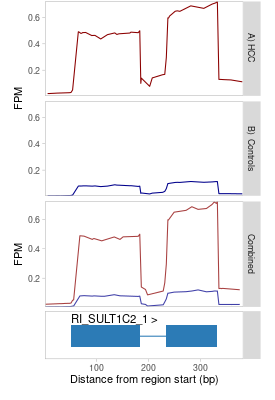 0.6
0.4
0.2
A) HCC
FPM
0.6
0.4
0.2
B) Controls
0.6
0.4
0.2
Combined
FPM
RI_SULT1C2_1 >
100
200
300
Distance from region start (bp)